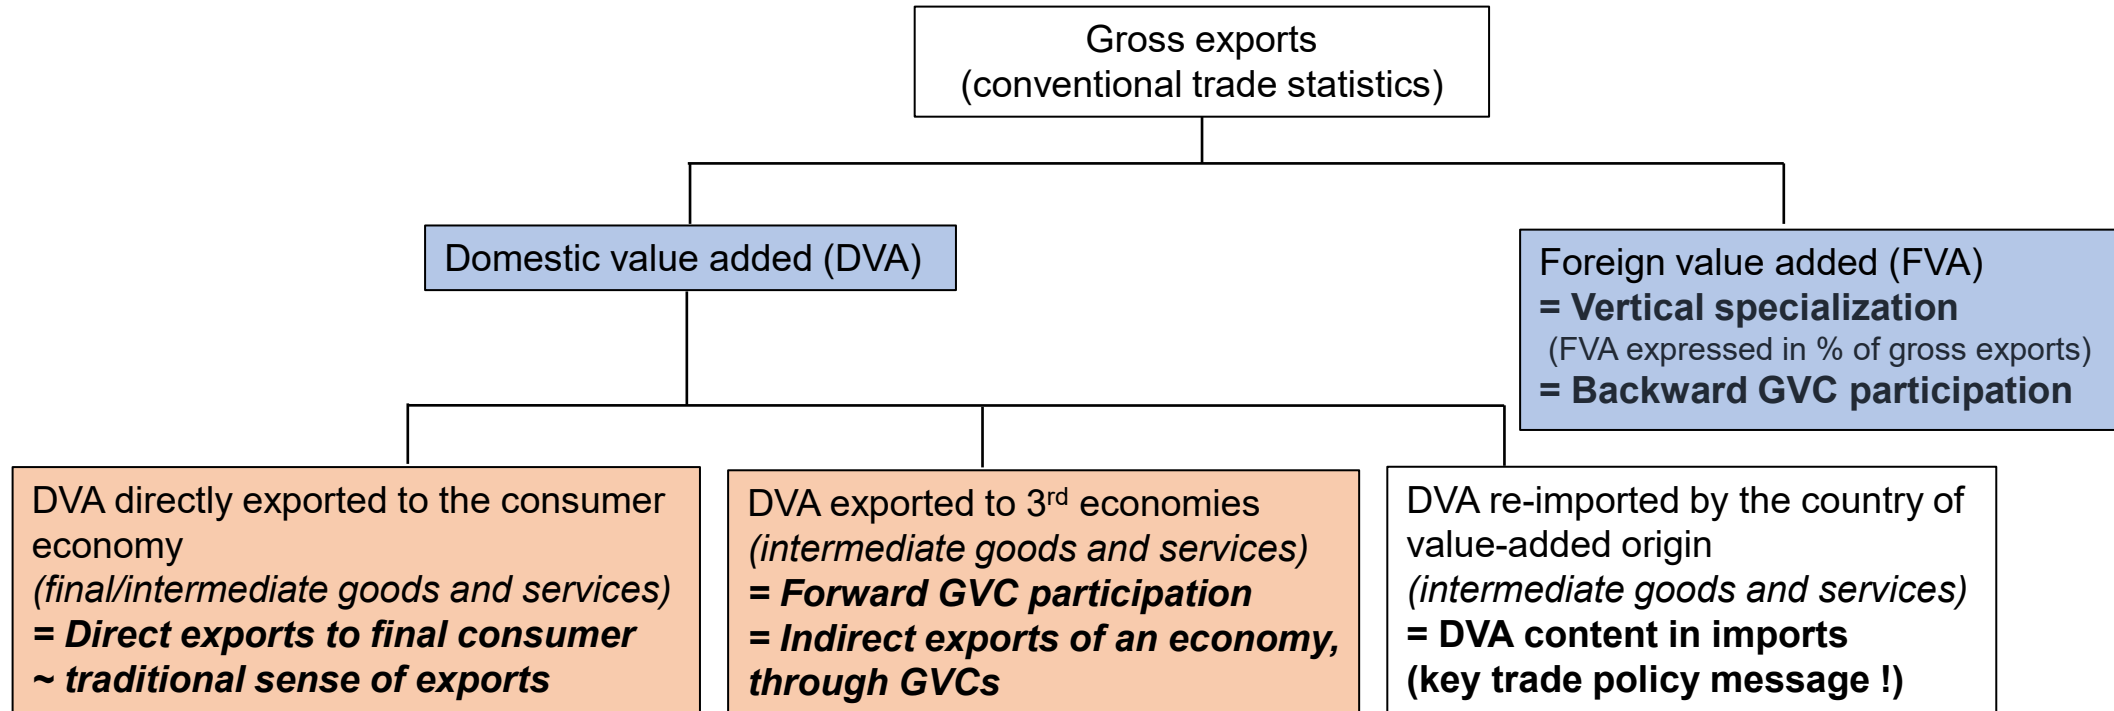 Gross exports
(conventional trade statistics)
Domestic value added (DVA)
Foreign value added (FVA)
= Vertical specialization
(FVA expressed in % of gross exports)
= Backward GVC participation
DVA directly exported to the consumer
economy
(final/intermediate goods and services)
= Direct exports to final consumer
~ traditional sense of exports
DVA exported to 3rd economies
(intermediate goods and services)
= Forward GVC participation
= Indirect exports of an economy,
through GVCs
DVA re-imported by the country of
value-added origin
(intermediate goods and services)
= DVA content in imports
(key trade policy message !)